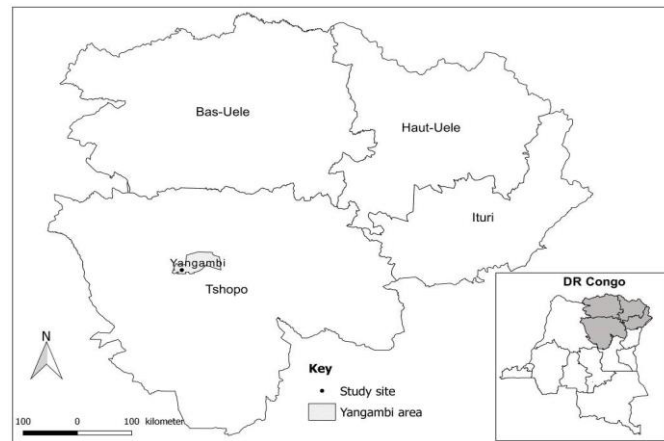 Bas-Uele
Haut-Uele
Ituri
Yangambi
Tshopo
DR Congo
N
Key
Study site
Yangambi area
100 0 100 kilometer